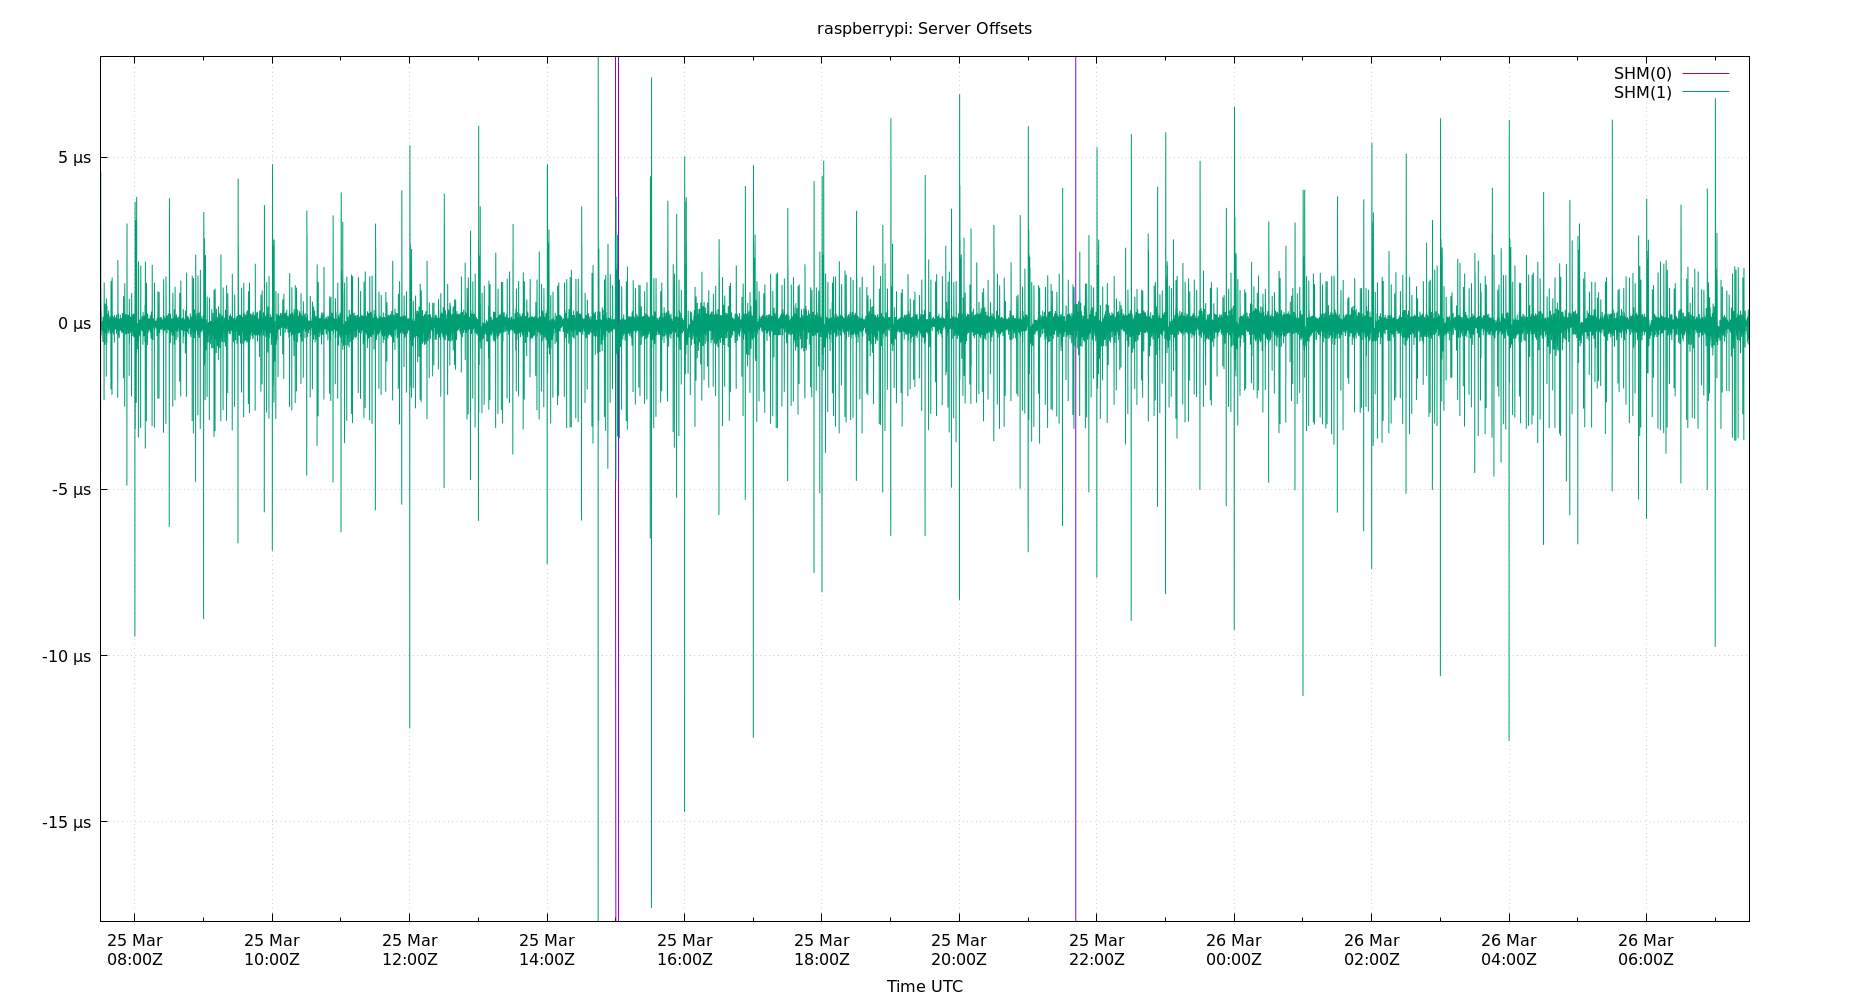 raspberrypi: Server Offsets
SHM(0)
SHM(1)
5 µs
0 µs
-5 µs
-10 µs
-15 µs
25 Mar 25 Mar 25 Mar 25 Mar 25 Mar 25 Mar 25 Mar 25 Mar 26 Mar 26 Mar 26 Mar 26 Mar
08:00Z 10:00Z 12:00Z 14:00Z 16:00Z 18:00Z 20:00Z 22:00Z 00:00Z 02:00Z 04:00Z 06:00Z
Time UTC